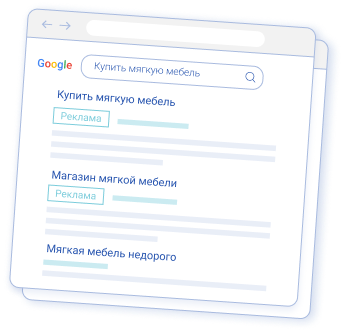 Google
Купить мягкую мебель
Купить мягкую мебель
Реклама
Магазин мягкой мебели
Реклама
Мягкая мебель недорого